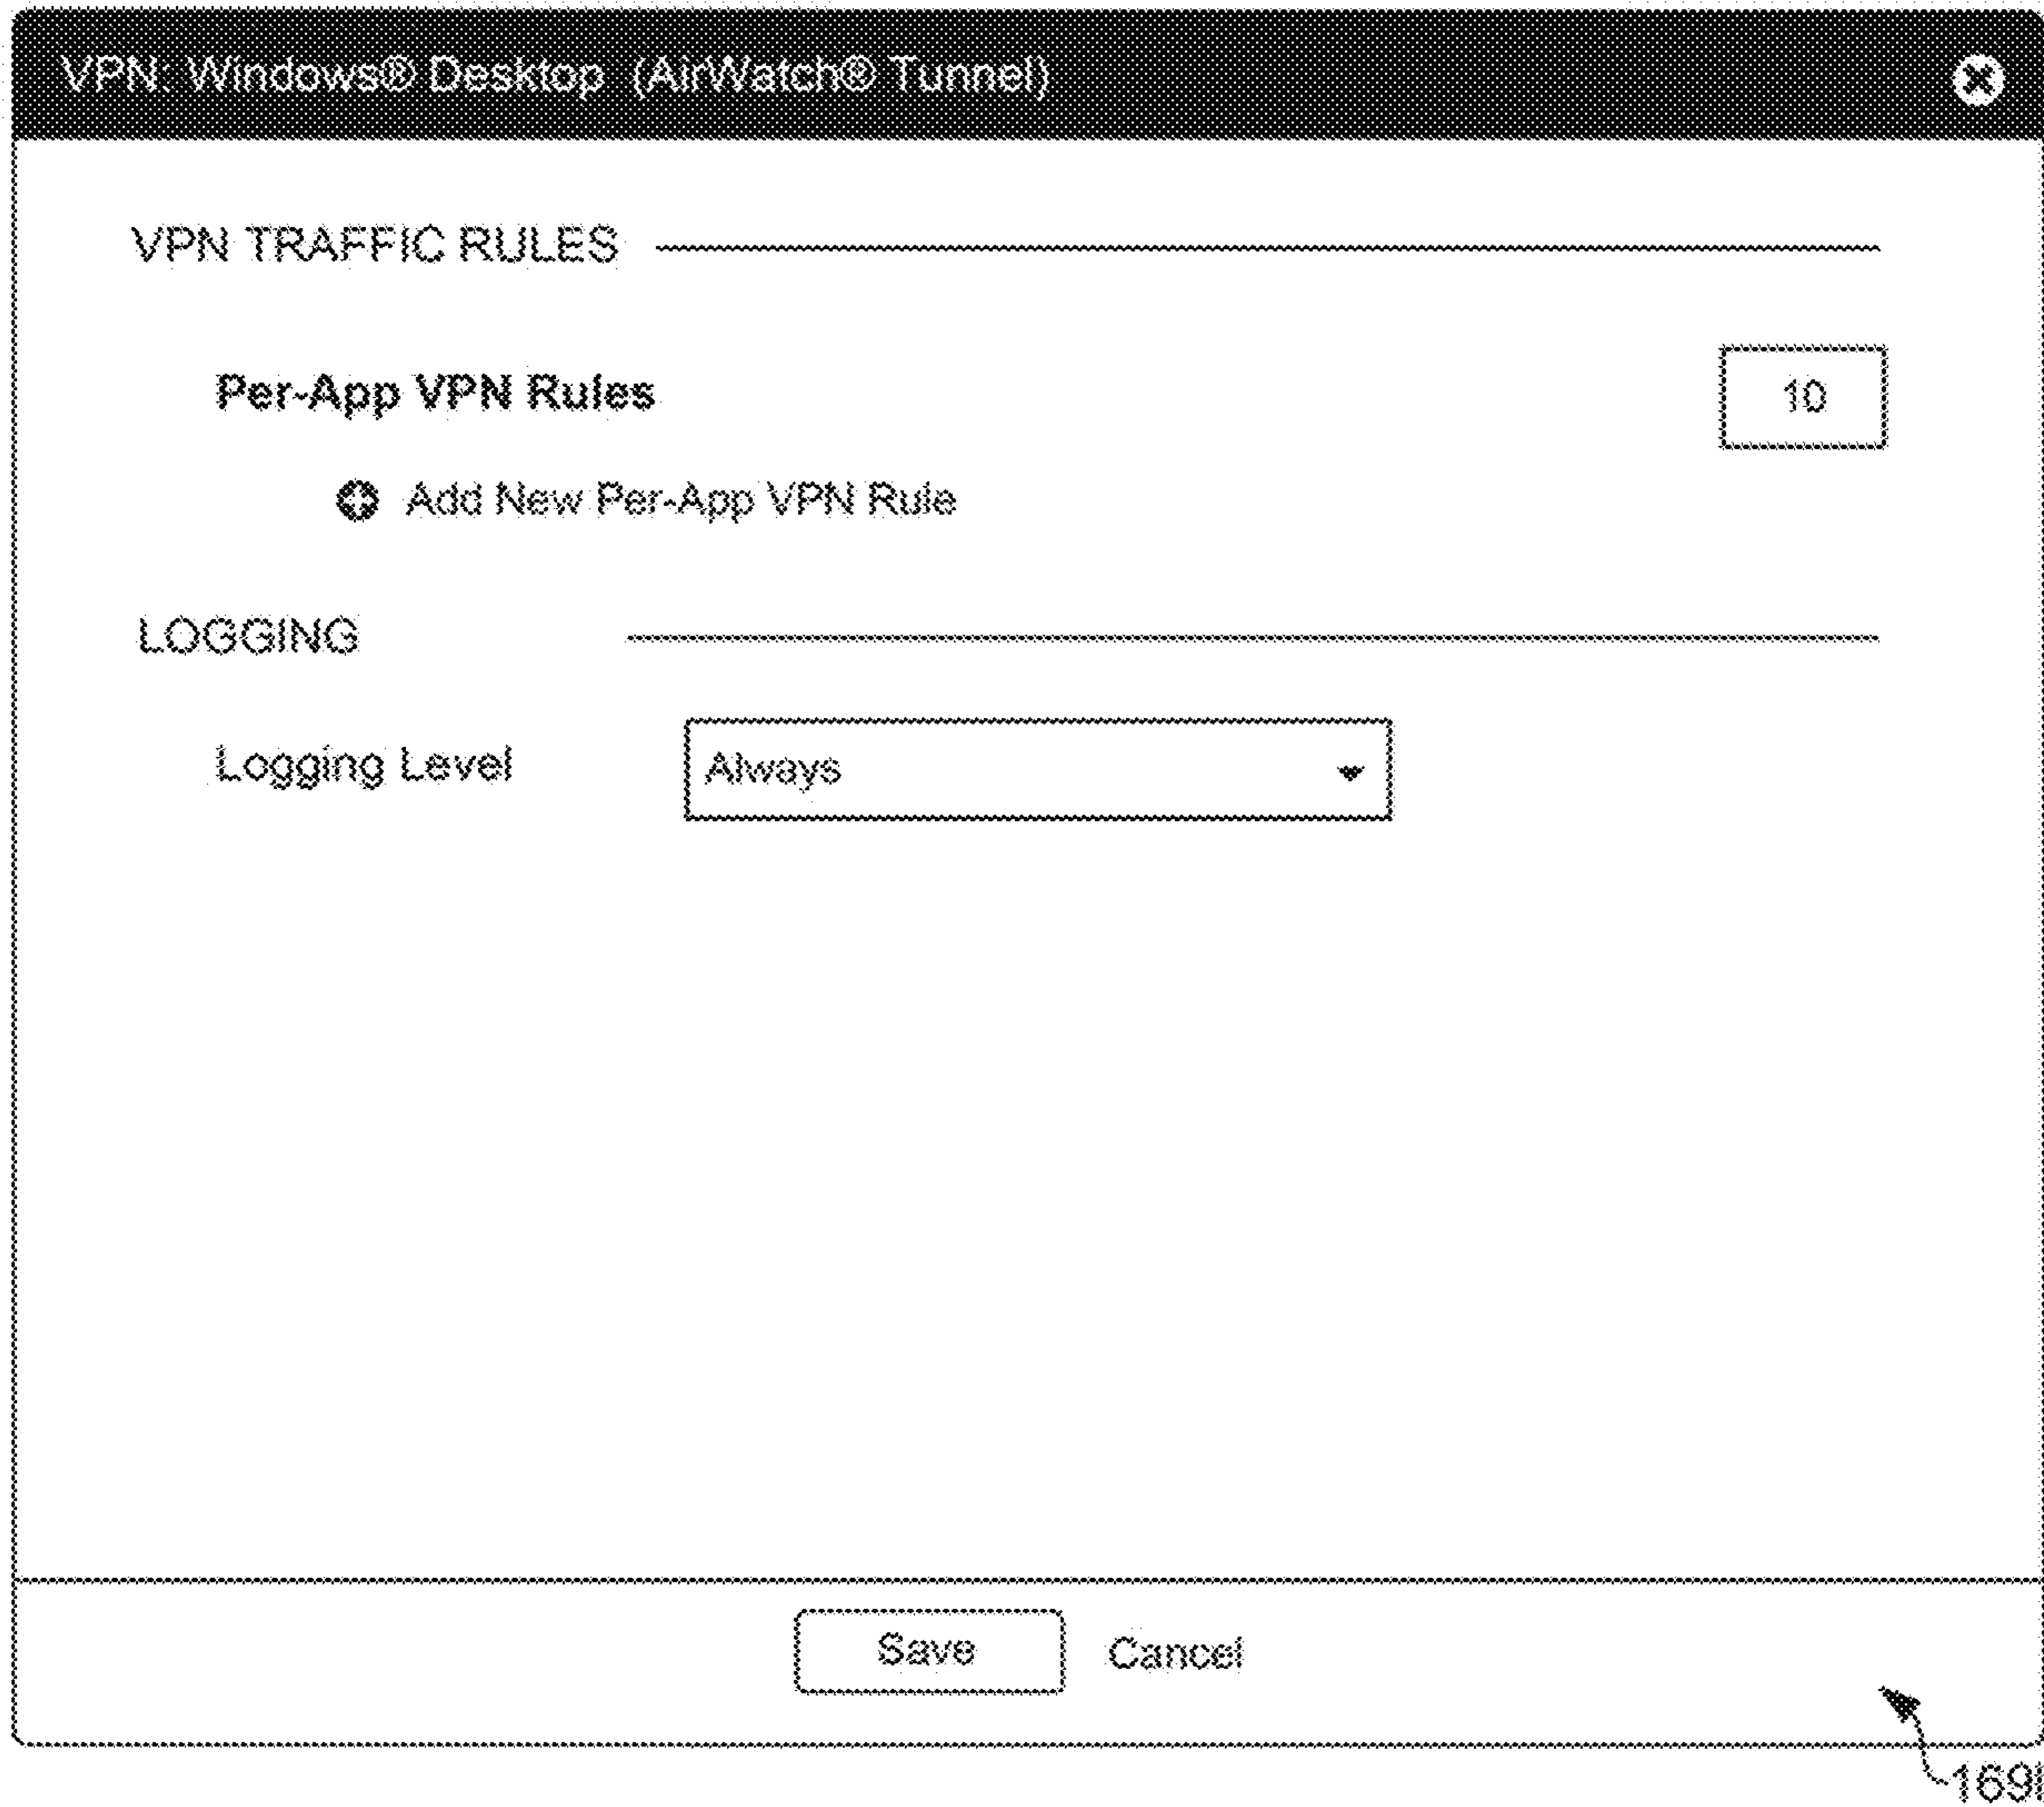 VPN: Windows® Desktop (AirWatch® Tunnel)
VPN TRAFFIC RULES
Per-App VPN Rules
10
Add New Per-App VPN Rule
LOGGING
Logging Level
Always
Save
Cancel